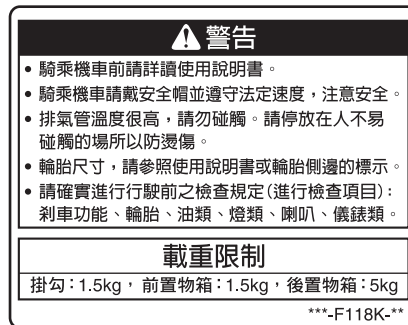 警告
• 騎乘機車前請詳讀使用說明書。
• 騎乘機車請戴安全帽並遵守法定速度，注意安全。
• 排氣管溫度很高，請勿碰觸。請停放在人不易
碰觸的場所以防燙傷。
• 輪胎尺寸，請參照使用說明書或輪胎側邊的標示。
• 請確實進行行駛前之檢查規定(進行檢查項目)：
剎車功能、輪胎、油類、燈類、喇叭、儀錶類。
載重限制
掛勾：1.5kg，前置物箱：1.5kg，後置物箱：5kg
***-F118K-**